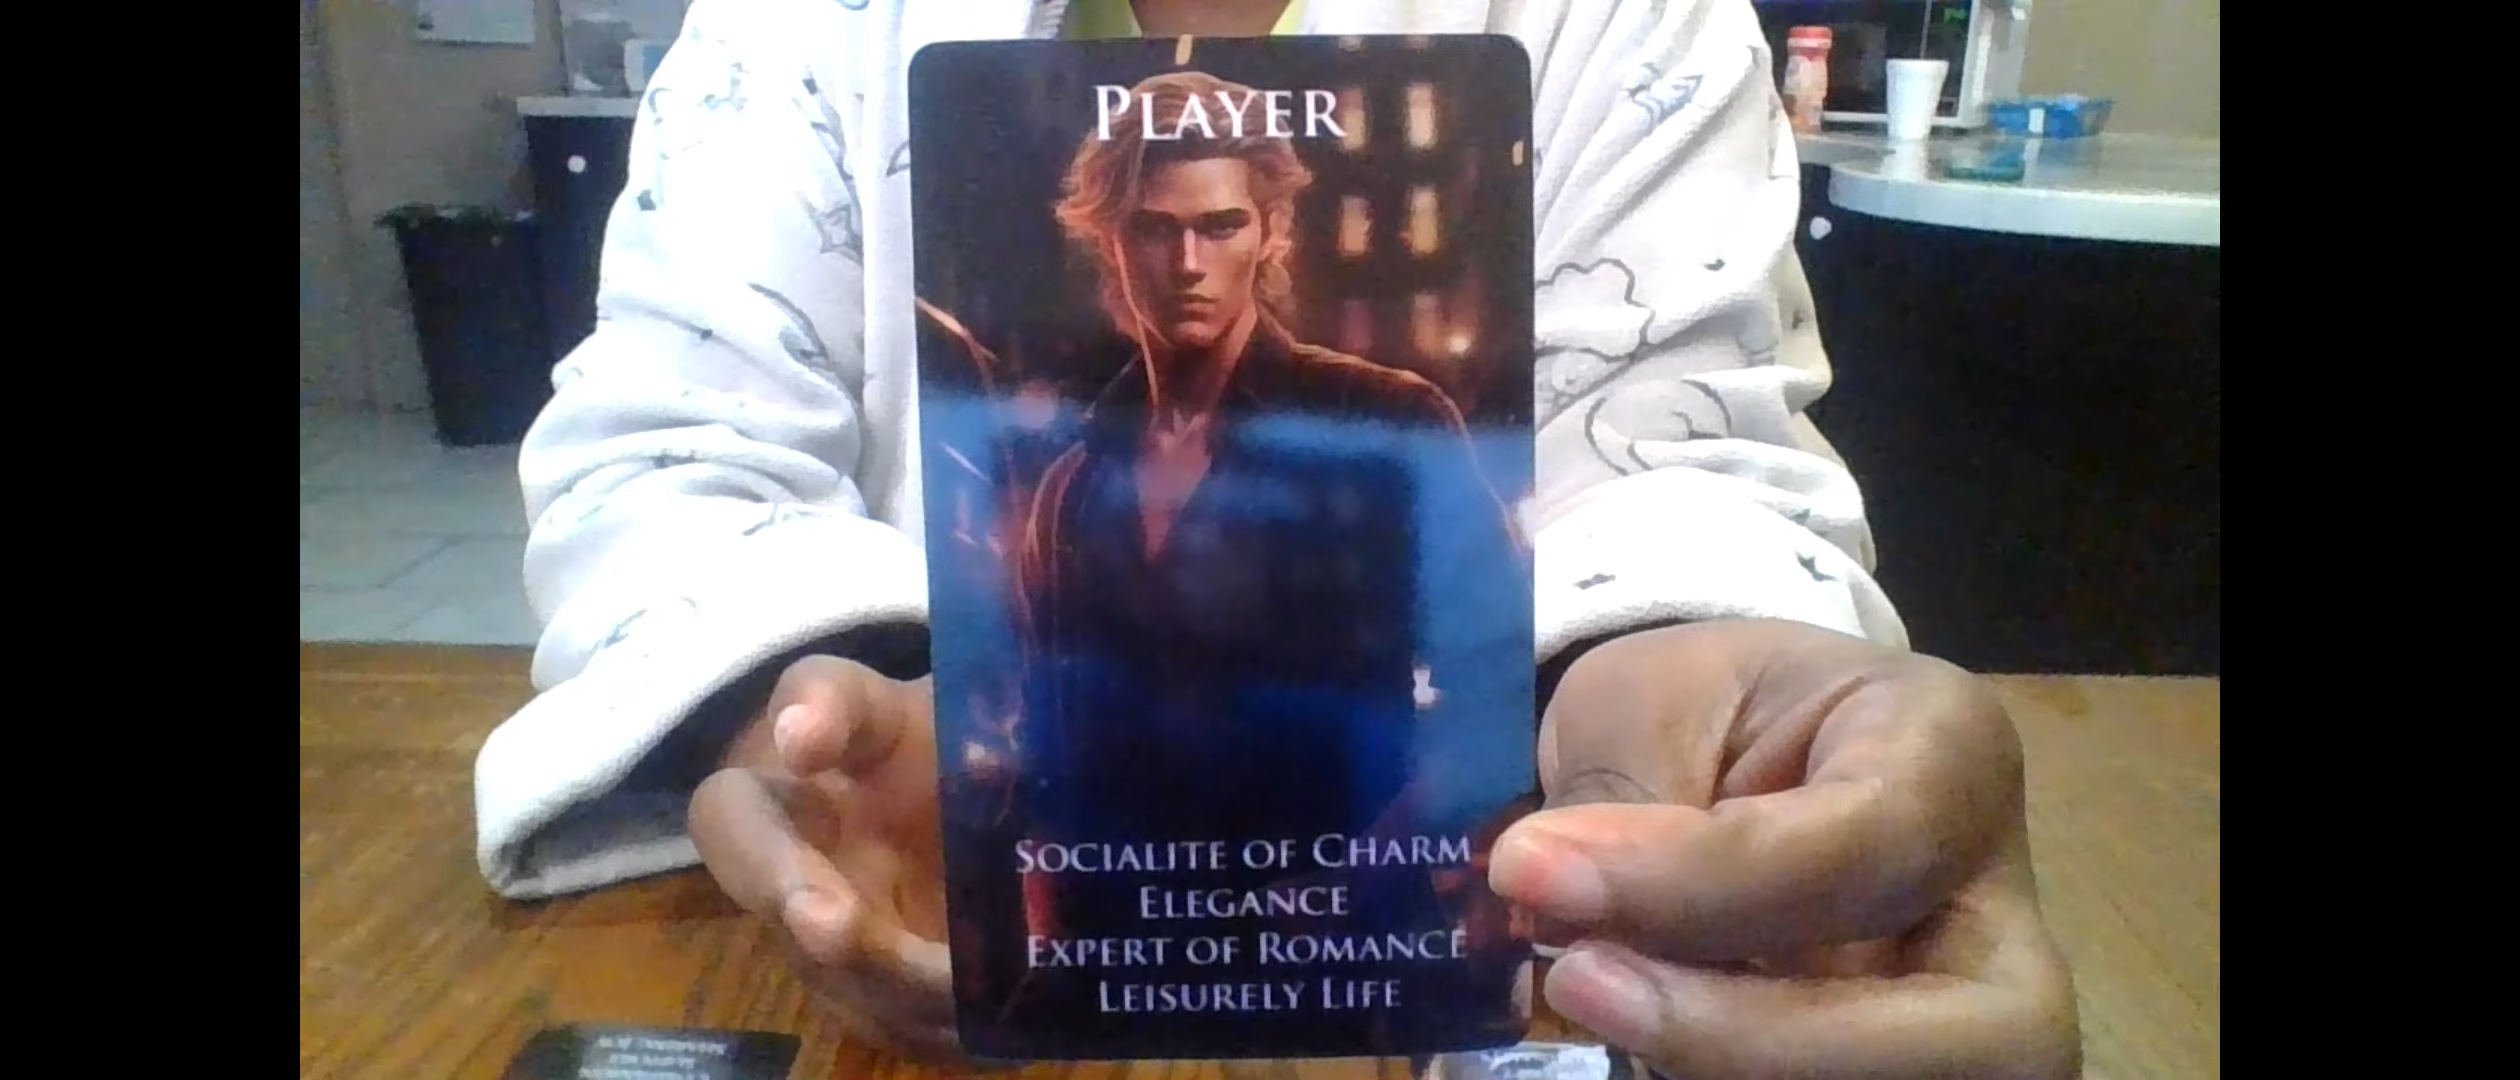 PLAYER
SOCIALITE OF CHARM
ELEGANCE
EXPERT OF ROMANCE
LEISURELY LIFE